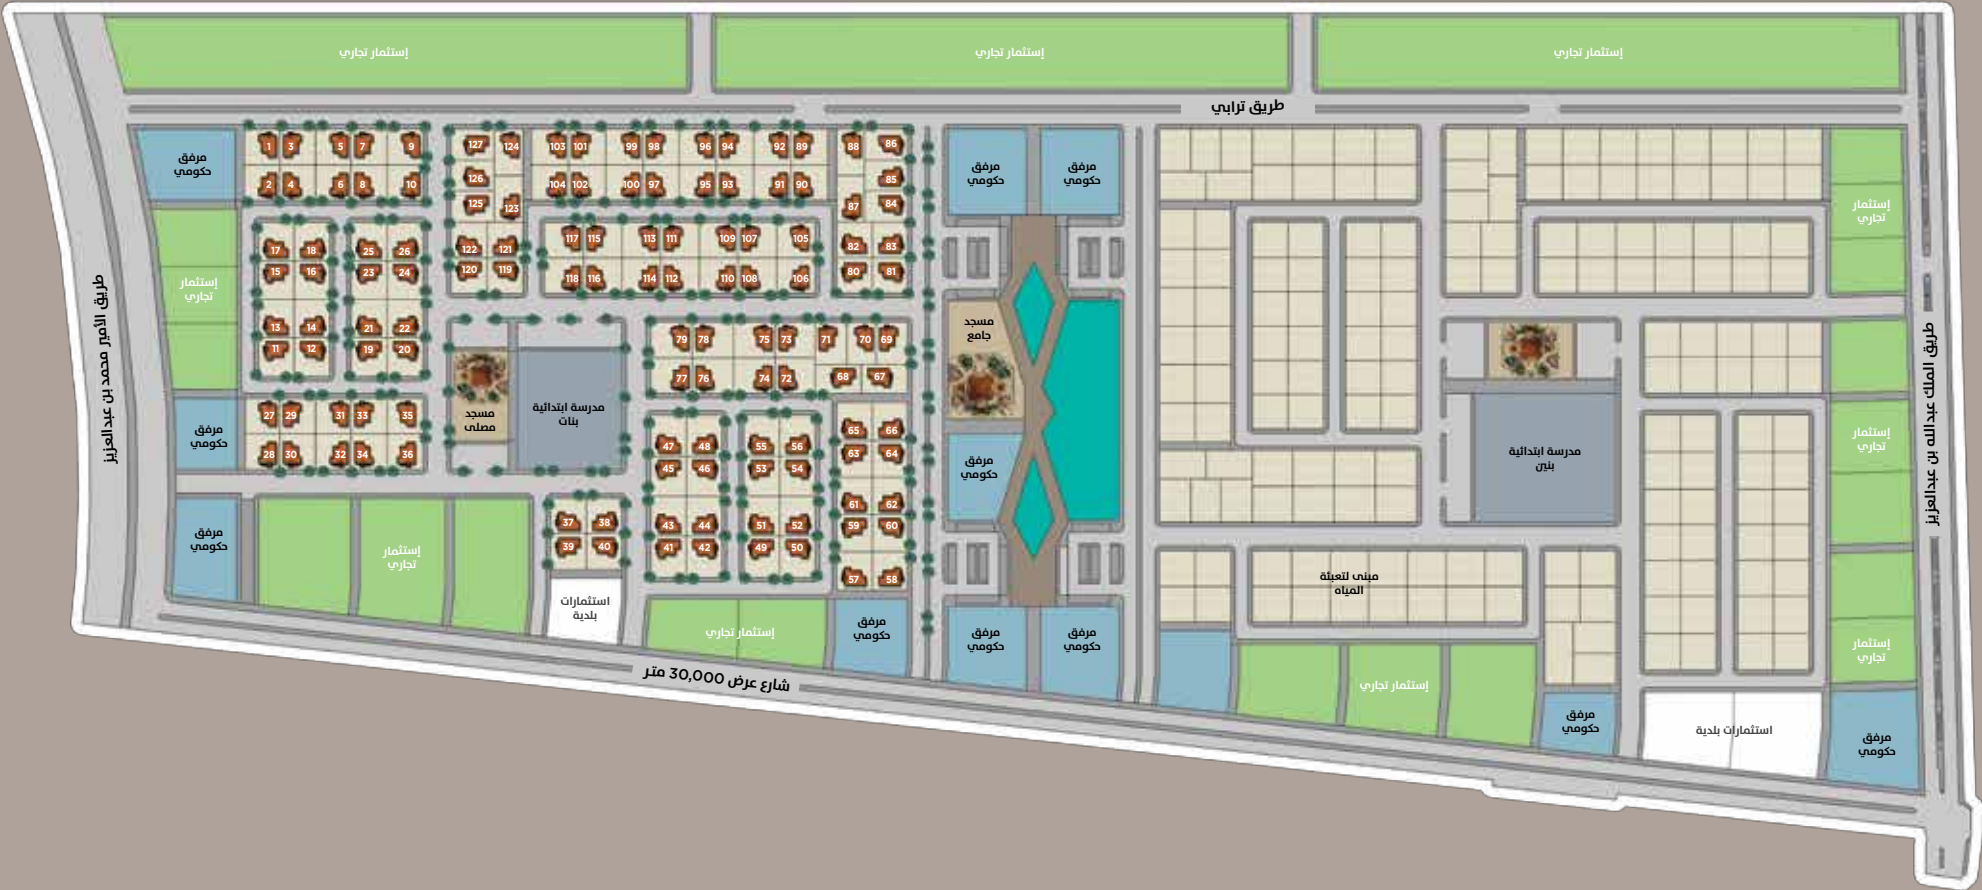 إستثمار تجاري
إستثمار تجاري
إستثمار تجاري
طريق ترابي
مرفق
حكومي
1 3 5 7 9
2 4 6 8 10
127 124
126
125 123
122 121
120 119
103 101 99 98 96 94 92 89
104 102 100 97 95 93 91 90
88 86
85
87 84
82 83
80 81
117 115 113 111 109 107 105
118 116 114 112 110 108 106
مرفق
حكومي
مرفق
حكومي
إستثمار
تجاري
إستثمار
تجاري
17 18
15 16
13 14
11 12
25 26
23 24
21 22
19 20
طريق الأمير محمد بن عبدالعزيز
طريق الملك عبدالله بن عبدالعزيز
79 78 75 73 71 70 69
77 76 74 72 68 67
مسجد
جامع
مرفق
حكومي
27 29 31 33 35
28 30 32 34 36
مسجد
مصلى
مدرسة ابتدائية
بنات
47 48
45 46
43 44
41 42
55 56
53 54
51 52
49 50
65 66
63 64
61 62
59 60
57 58
مرفق
حكومي
مدرسة ابتدائية
بنين
إستثمار
تجاري
مرفق
حكومي
إستثمار
تجاري
37 38
39 40
استثمارات
بلدية
إستثمار تجاري
مرفق
حكومي
مرفق
حكومي
مرفق
حكومي
مبنى لتعبئة
المياه
إستثمار تجاري
مرفق
حكومي
استثمارات بلدية
إستثمار
تجاري
مرفق
حكومي
شارع عرض 30,000 متر